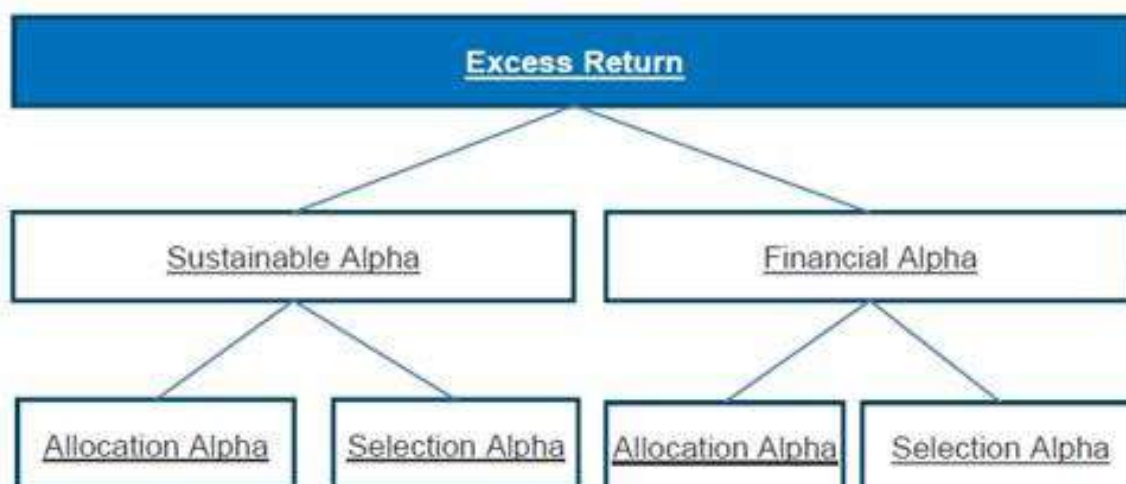 Excess Return
Sustainable Alpha
Financial Alpha
Allocation Alpha
Selection Alpha
Allocation Alpha
Selection Alpha